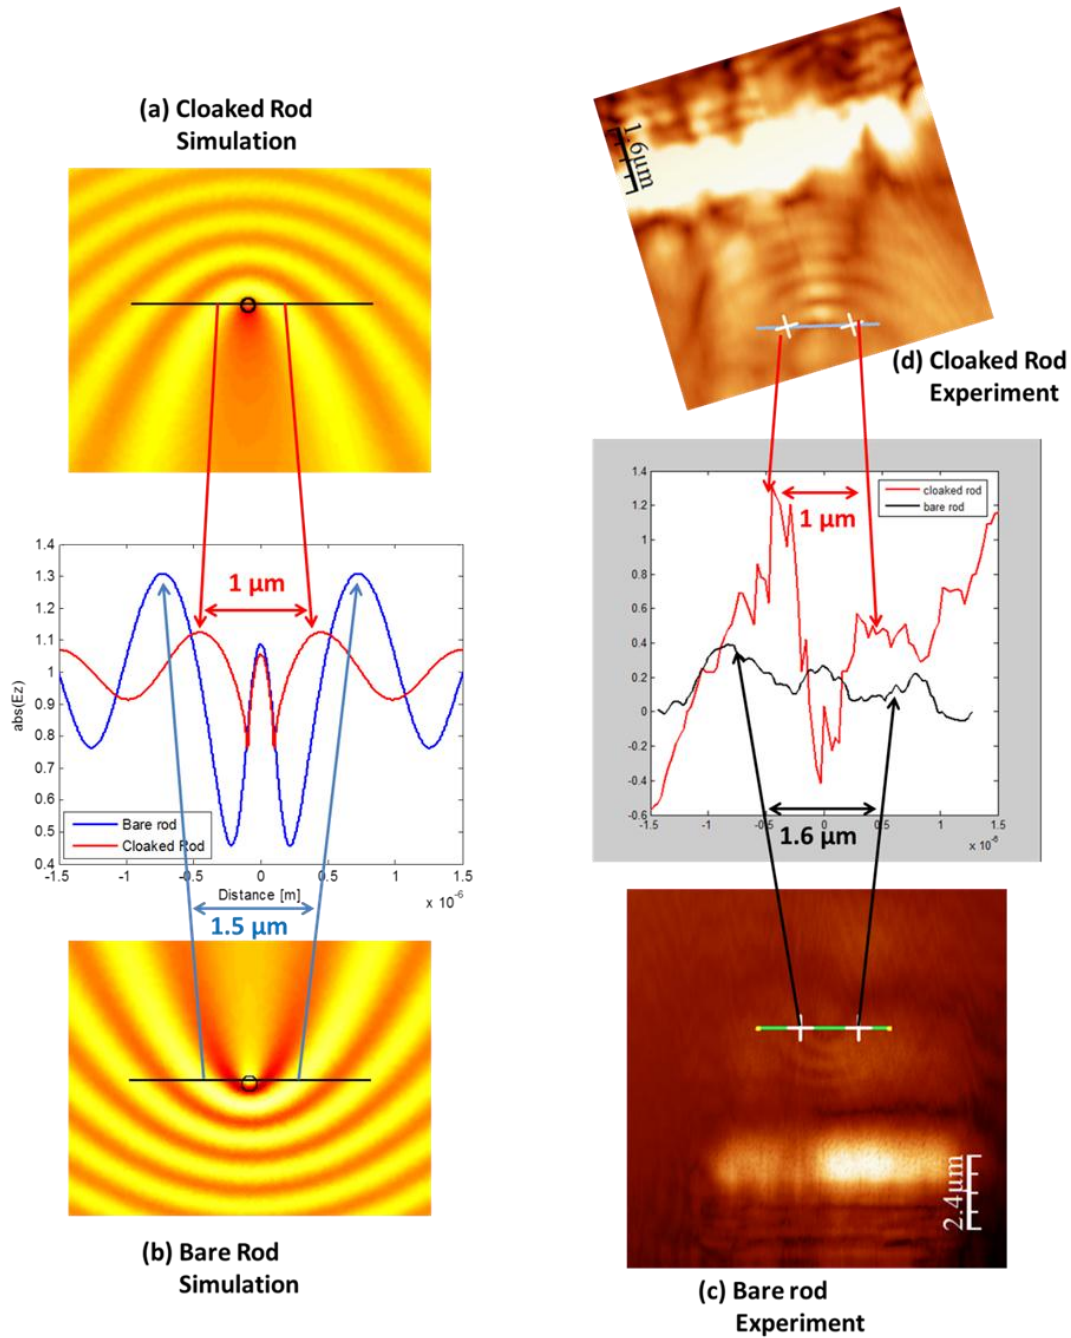 (a) Cloaked Rod
Simulation
1.6μm
(d) Cloaked Rod
Experiment
1.4
1.3
1.2
1.1
1
0.9
0.8
0.7
0.6
0.5
0.4
abs(Ez)
1 μm
Bare rod
Cloaked Rod
-1.5
-1
-0.5
0
0.5
1
1.5
Distance [m]
x 10⁻⁶
1.5 μm
1.4
1.2
1
0.8
0.6
0.4
0.2
0
-0.2
-0.4
-0.6
cloaked rod
bare rod
1 μm
-1.5
-1
-0.5
0
0.5
1
1.5
x 10⁻⁶
1.6 μm
2.4μm
(b) Bare Rod
Simulation
(c) Bare rod
Experiment